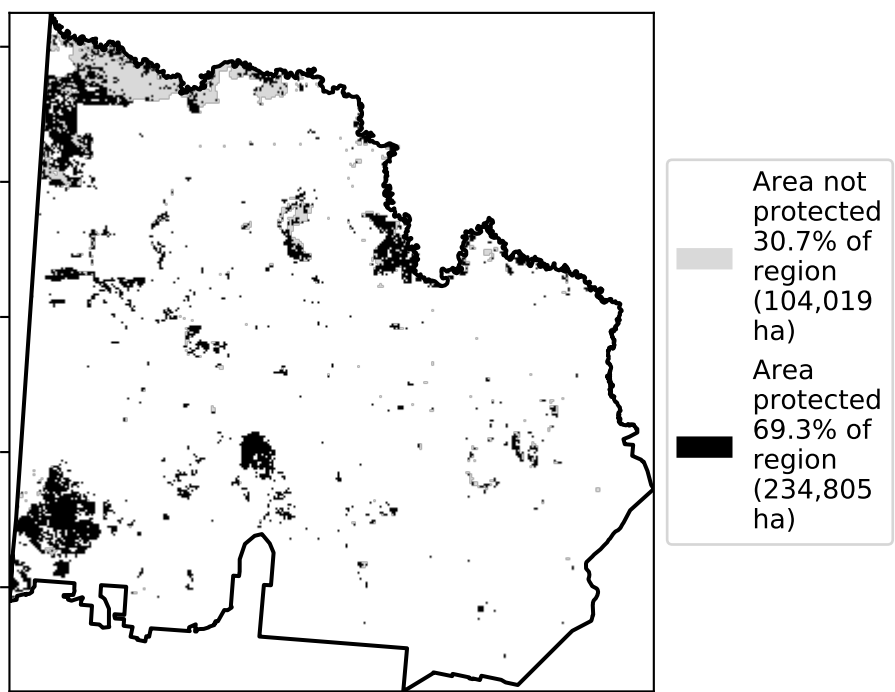 Area not
protected
30.7% of
region
(104,019
ha)
Area
protected
69.3% of
region
(234,805
ha)